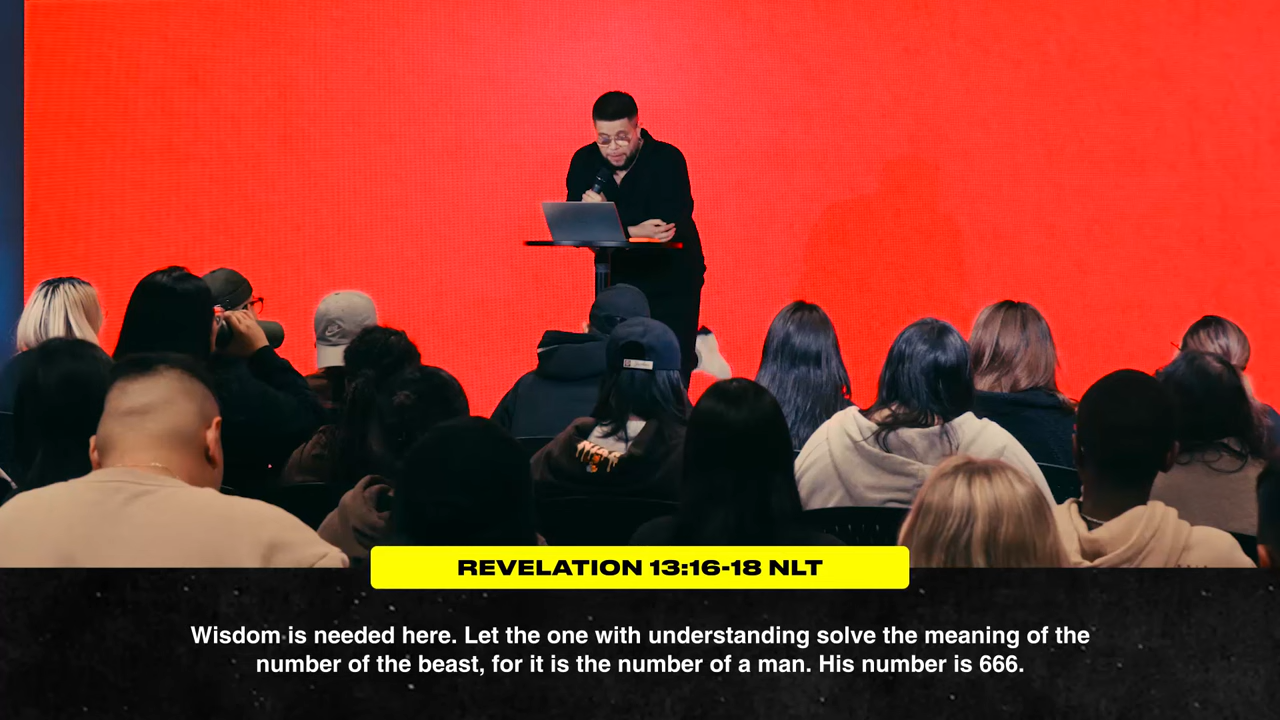 REVELATION 13:16-18 NLT
Wisdom is needed here. Let the one with understanding solve the meaning of the
number of the beast, for it is the number of a man. His number is 666.